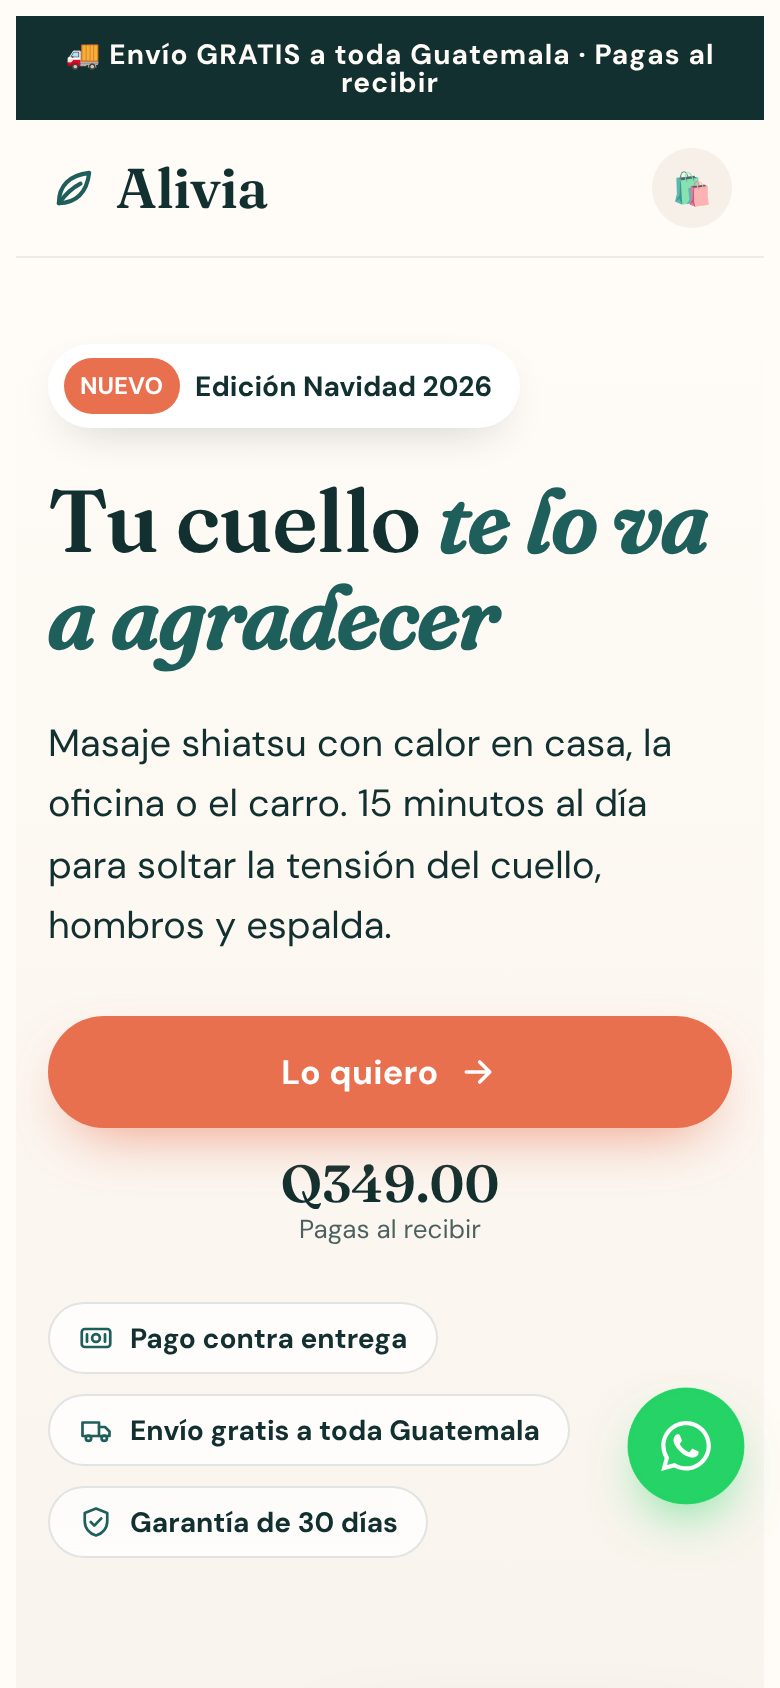 🚚 Envío GRATIS a toda Guatemala · Pagas al
recibir
Alivia
NUEVO Edición Navidad 2026
Tu cuello te lo va
a agradecer
Masaje shiatsu con calor en casa, la
oficina o el carro. 15 minutos al día
para soltar la tensión del cuello,
hombros y espalda.
Lo quiero →
Q349.00
Pagas al recibir
Pago contra entrega
Envío gratis a toda Guatemala
Garantía de 30 días